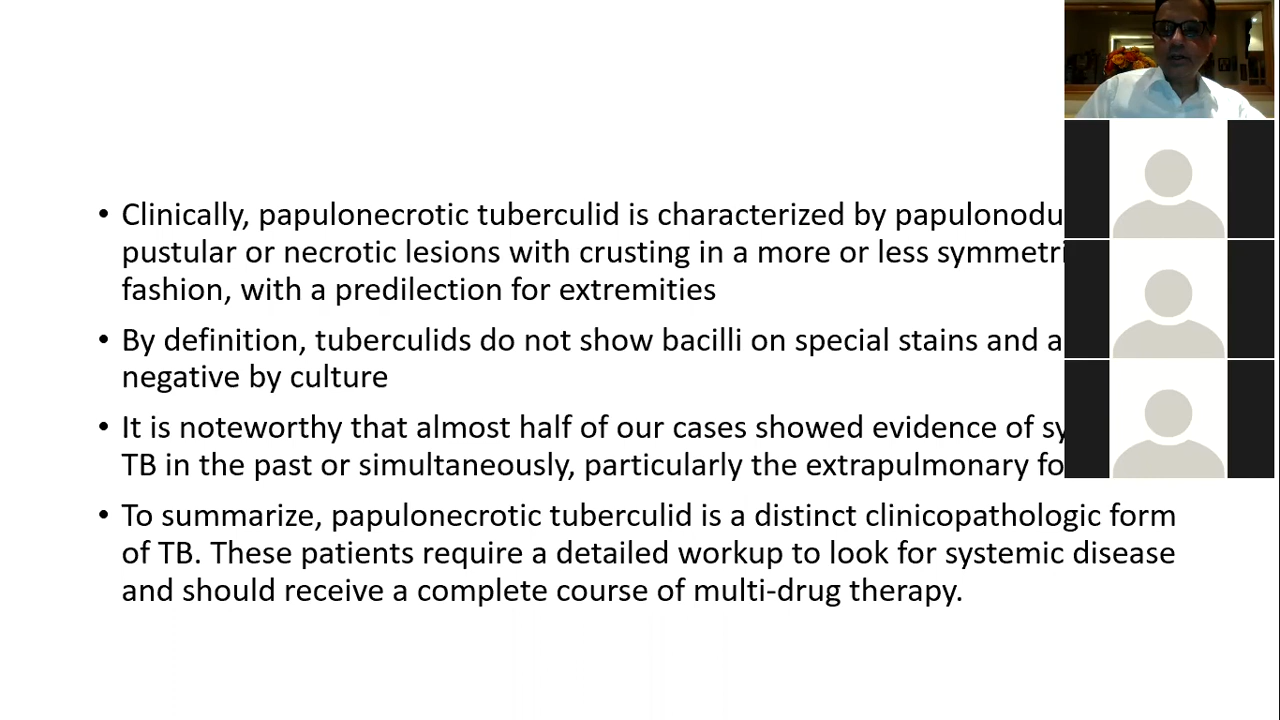 • Clinically, papulonecrotic tuberculid is characterized by
pustular or necrotic lesions with crusting in a more or less
fashion, with a predilection for extremities
• By definition, tuberculids do not show bacilli on special stains and
negative by culture
• It is noteworthy that almost half of our cases showed evidence of
TB in the past or simultaneously, particularly the extrapulmonary
• To summarize, papulonecrotic tuberculid is a distinct clinicopathologic form
of TB. These patients require a detailed workup to look for systemic disease
and should receive a complete course of multi-drug therapy.